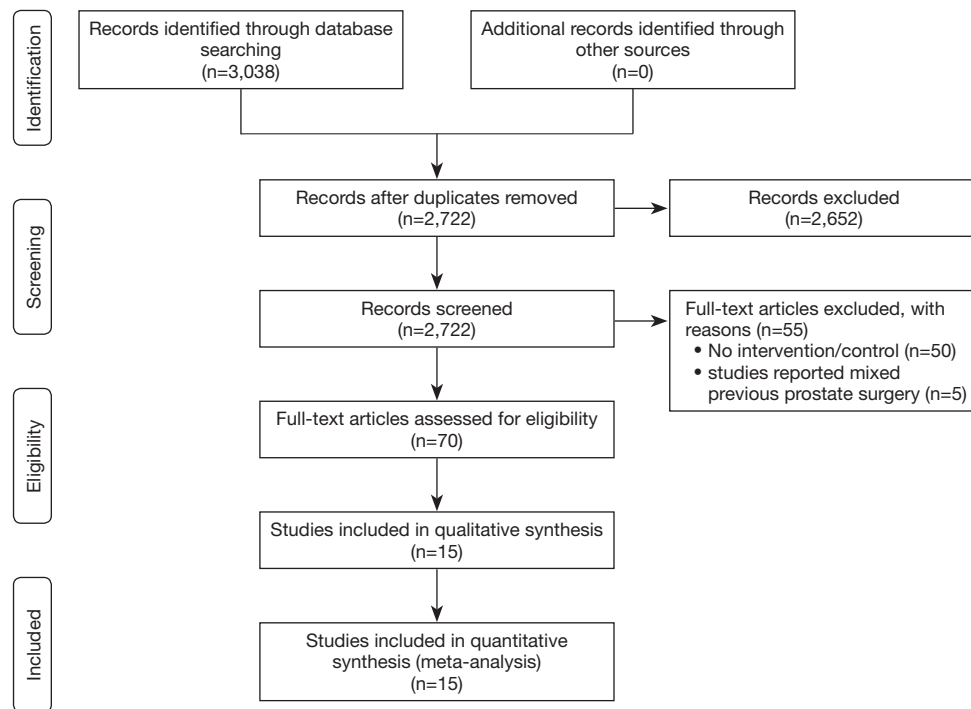 Identification
Records identified through database
searching
(n=3,038)
Additional records identified through
other sources
(n=0)
Screening
Records after duplicates removed
(n=2,722)
Records excluded
(n=2,652)
Records screened
(n=2,722)
Full-text articles excluded, with
reasons (n=55)
• No intervention/control (n=50)
• studies reported mixed
previous prostate surgery (n=5)
Eligibility
Full-text articles assessed for eligibility
(n=70)
Studies included in qualitative synthesis
(n=15)
Included
Studies included in quantitative
synthesis (meta-analysis)
(n=15)